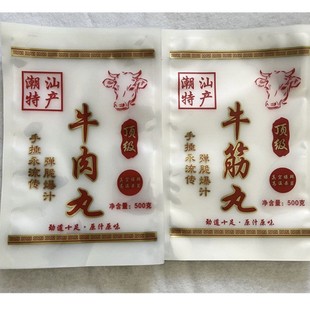 潮汕
特产
顶级
牛肉丸
弹脆爆汁
手捶永流传
净含量：500克
劲道十足·原汁原味
潮汕
特产
顶级
牛筋丸
弹脆爆汁
手捶永流传
净含量：500克
劲道十足·原汁原味